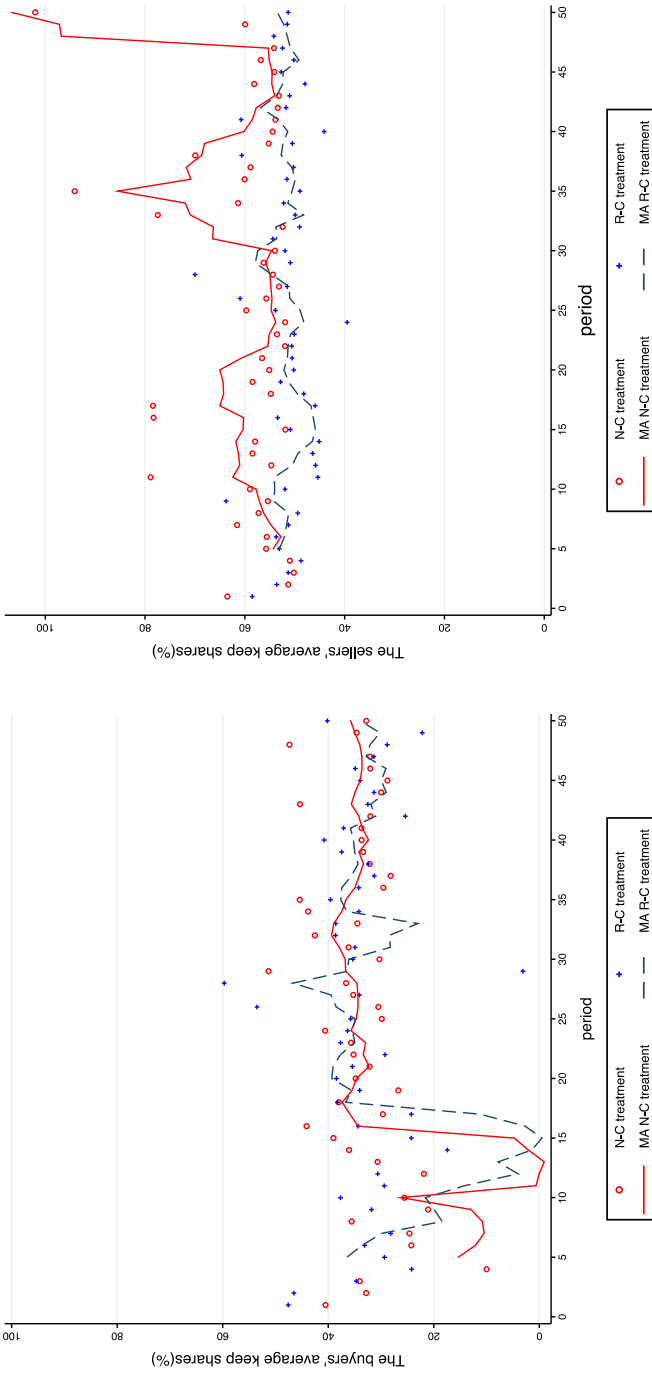 The buyers' average keep shares(%)
0 20 40 60 80 100
0 5 10 15 20 25 30 35 40 45 50
period
N-C treatment
R-C treatment
MA N-C treatment
MA R-C treatment
The sellers' average keep shares(%)
0 20 40 60 80 100
0 5 10 15 20 25 30 35 40 45 50
period
N-C treatment
R-C treatment
MA N-C treatment
MA R-C treatment